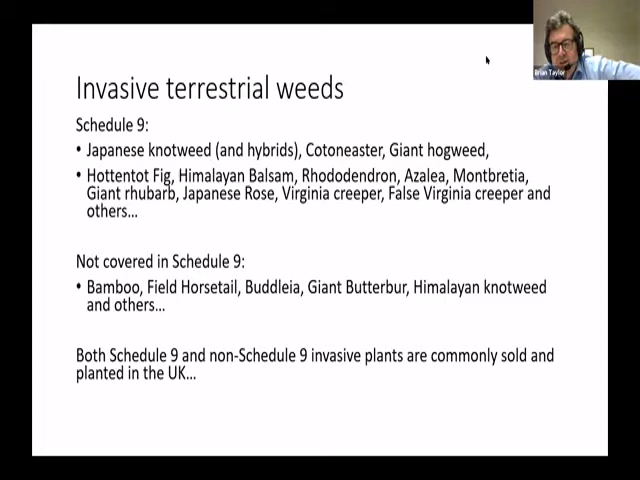 Invasive terrestrial weeds
Schedule 9:
• Japanese knotweed (and hybrids), Cotoneaster, Giant hogweed,
• Hottentot Fig, Himalayan Balsam, Rhododendron, Azalea, Montbretia,
Giant rhubarb, Japanese Rose, Virginia creeper, False Virginia creeper and
others...
Not covered in Schedule 9:
• Bamboo, Field Horsetail, Buddleia, Giant Butterbur, Himalayan knotweed
and others...
Both Schedule 9 and non-Schedule 9 invasive plants are commonly sold and
planted in the UK...
Brian Taylor